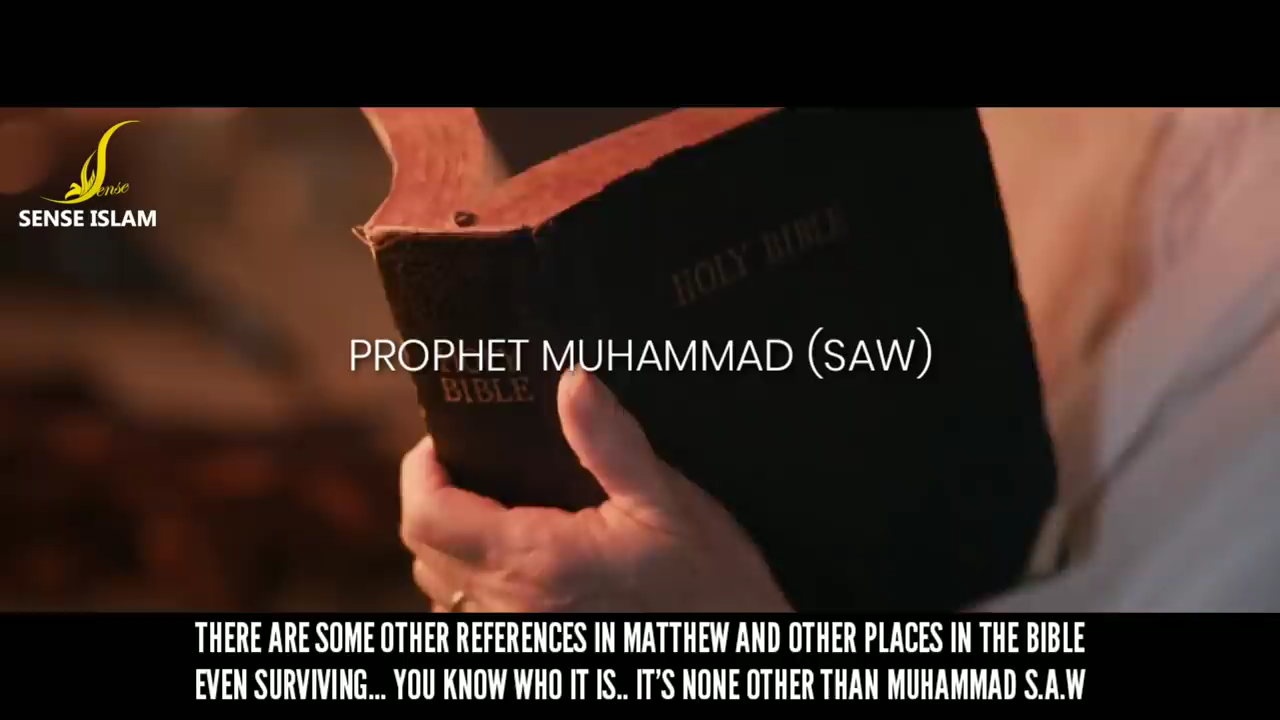 ense
SENSE ISLAM
HOLY BIBLE
PROPHET MUHAMMAD (SAW)
BIBLE
THERE ARE SOME OTHER REFERENCES IN MATTHEW AND OTHER PLACES IN THE BIBLE
EVEN SURVIVING... YOU KNOW WHO IT IS.. IT'S NONE OTHER THAN MUHAMMAD S.A.W